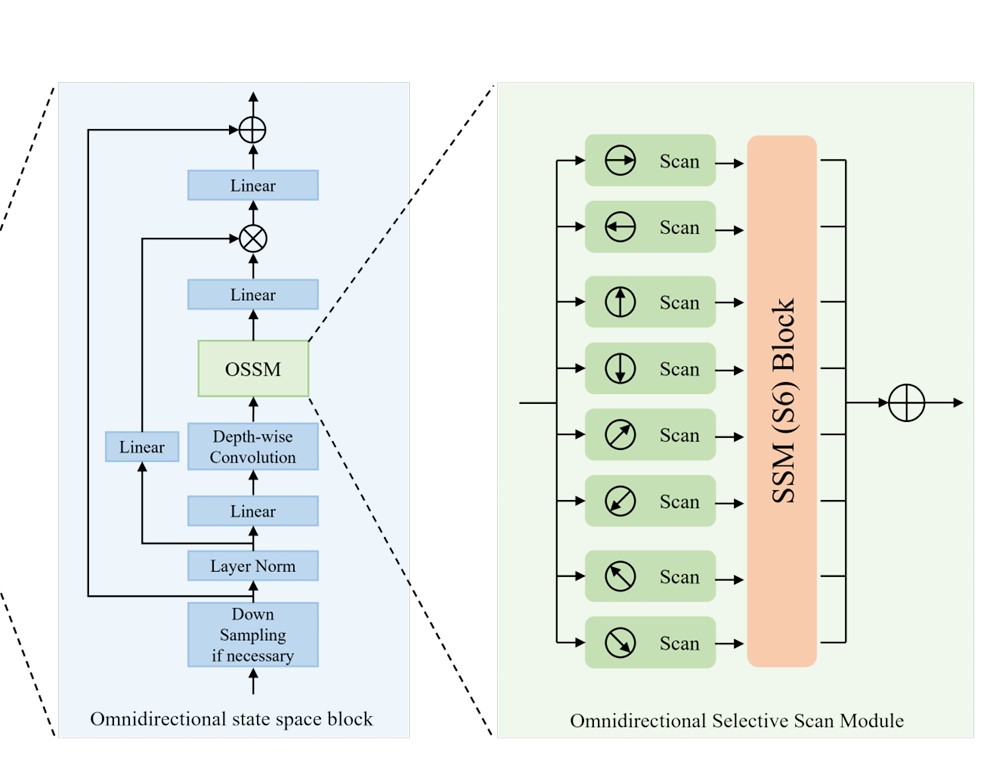 Linear
Linear
OSSM
Linear
Depth-wise
Convolution
Linear
Layer Norm
Down
Sampling
if necessary
Omnidirectional state space block
Scan
Scan
Scan
Scan
Scan
Scan
Scan
Scan
SSM (S6) Block
Omnidirectional Selective Scan Module